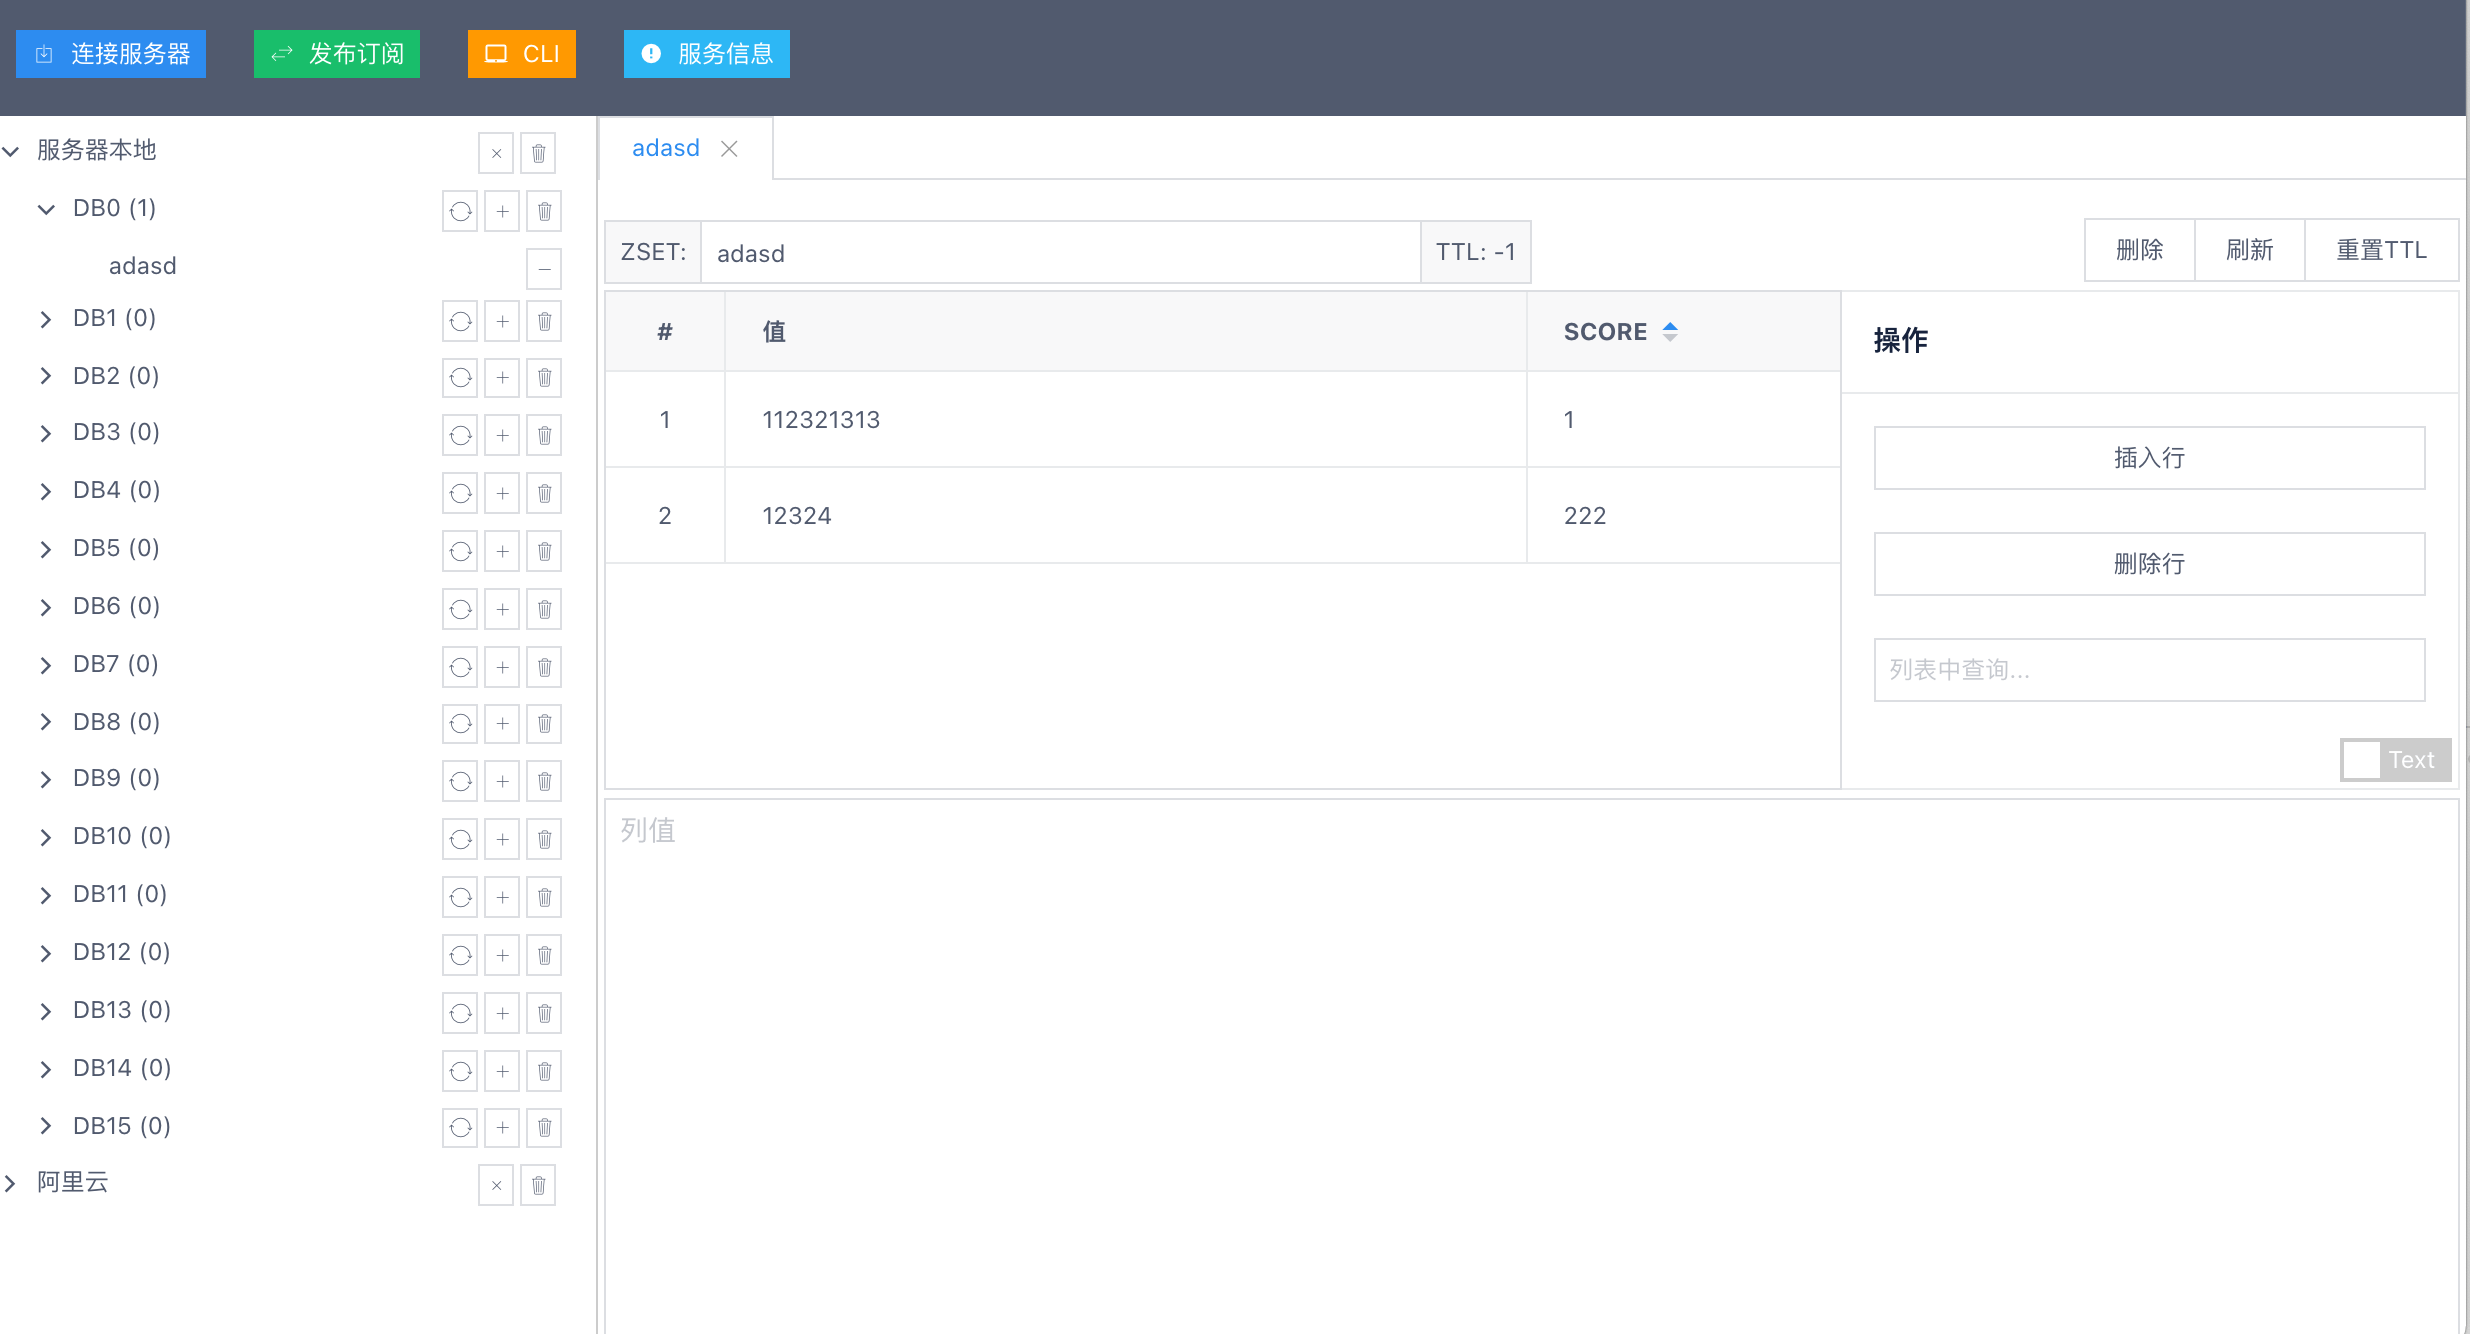 连接服务器 发布订阅 CLI 服务信息
服务器本地
DB0 (1)
adasd
DB1 (0)
DB2 (0)
DB3 (0)
DB4 (0)
DB5 (0)
DB6 (0)
DB7 (0)
DB8 (0)
DB9 (0)
DB10 (0)
DB11 (0)
DB12 (0)
DB13 (0)
DB14 (0)
DB15 (0)
阿里云
adasd
ZSET: adasd TTL: -1 删除 刷新 重置TTL
# 值 SCORE
1 112321313 1
2 12324 222
操作
插入行
删除行
列表中查询...
Text
列值